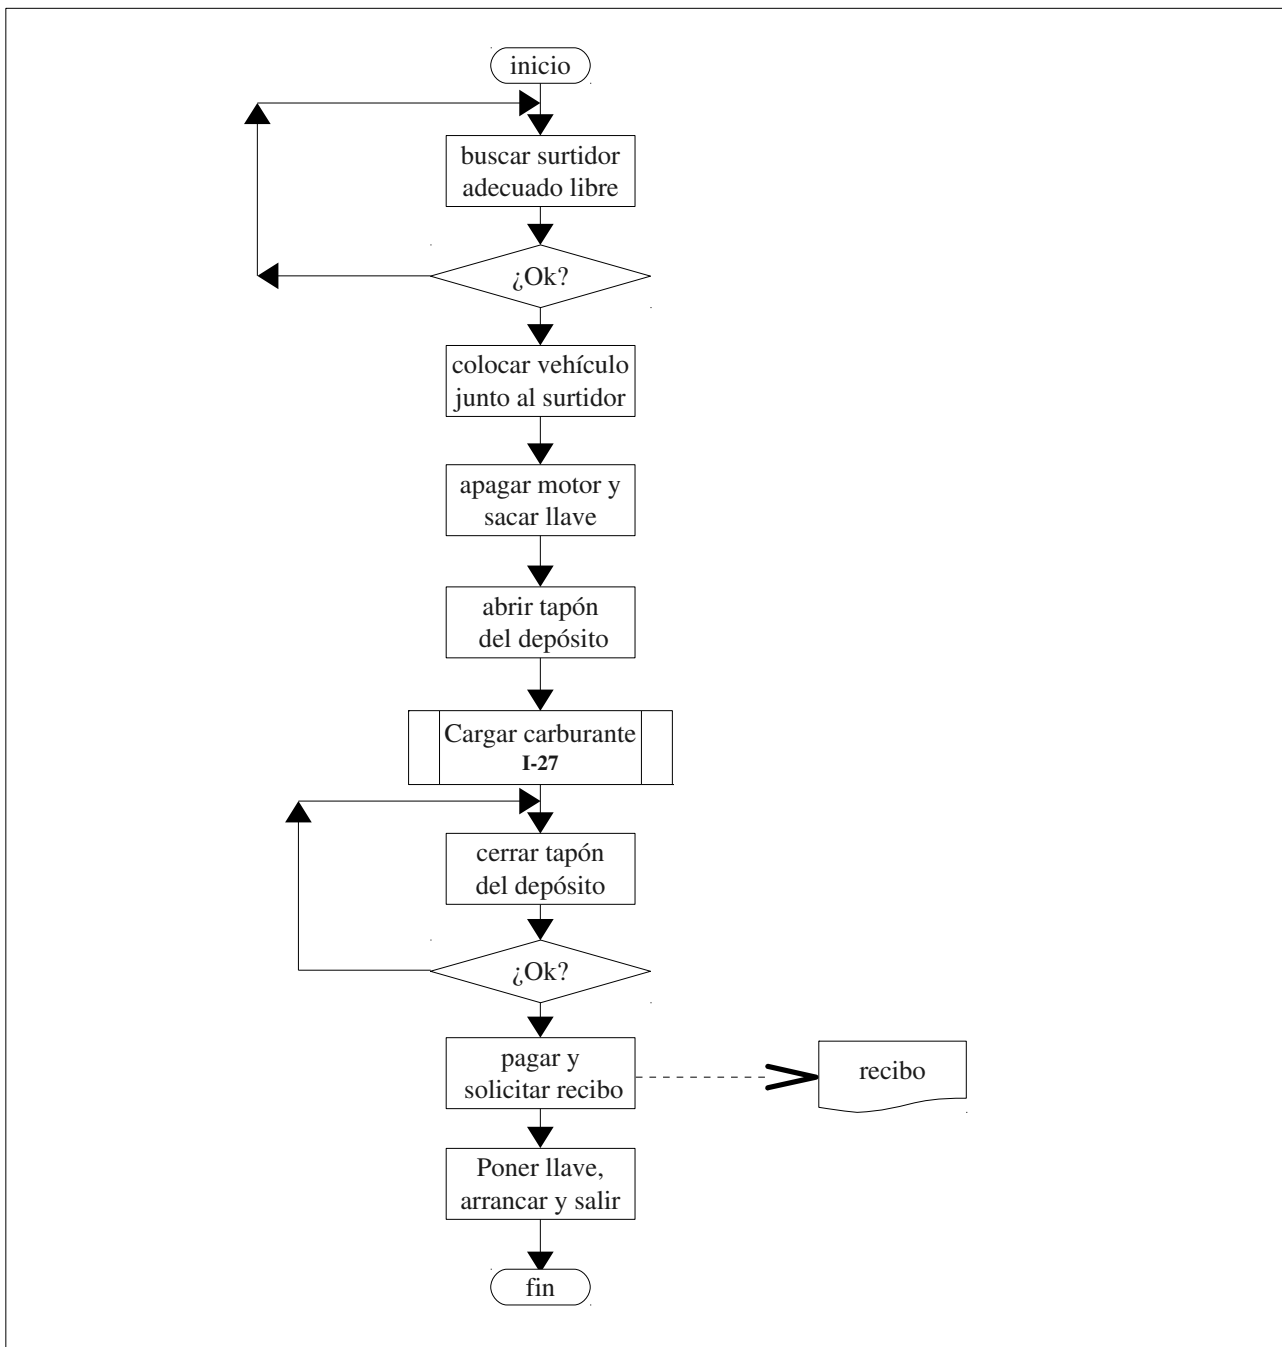 inicio
buscar surtidor
adecuado libre
¿Ok?
colocar vehículo
junto al surtidor
apagar motor y
sacar llave
abrir tapón
del depósito
Cargar carburante
I-27
cerrar tapón
del depósito
¿Ok?
pagar y
solicitar recibo
recibo
Poner llave,
arrancar y salir
fin